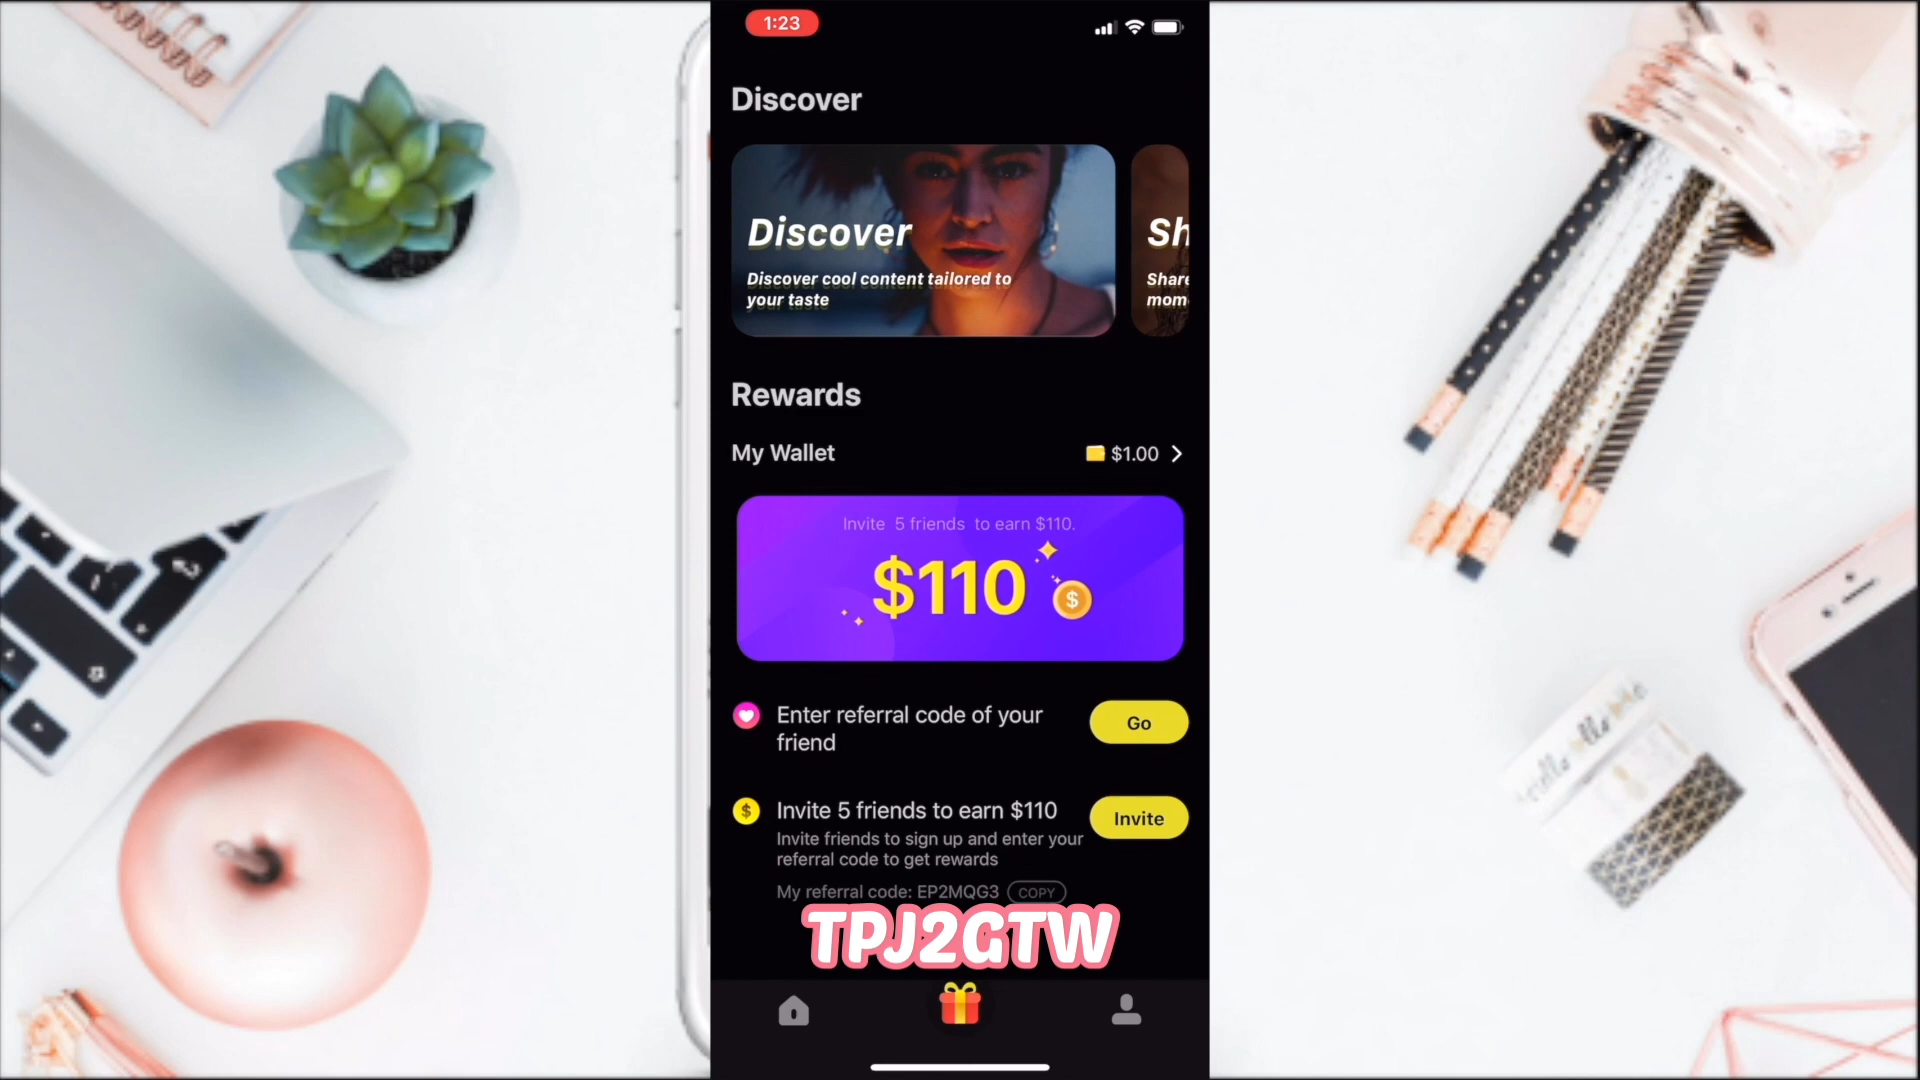 1:23
Discover
Discover
Discover cool content tailored to
your taste
Sh
Share
mom
Rewards
My Wallet
$1.00
Invite 5 friends to earn $110.
$110
$
Enter referral code of your
friend
Go
$
Invite 5 friends to earn $110
Invite
Invite friends to sign up and enter your
referral code to get rewards
My referral code: EP2MQG3
COPY
TPJ2GTW